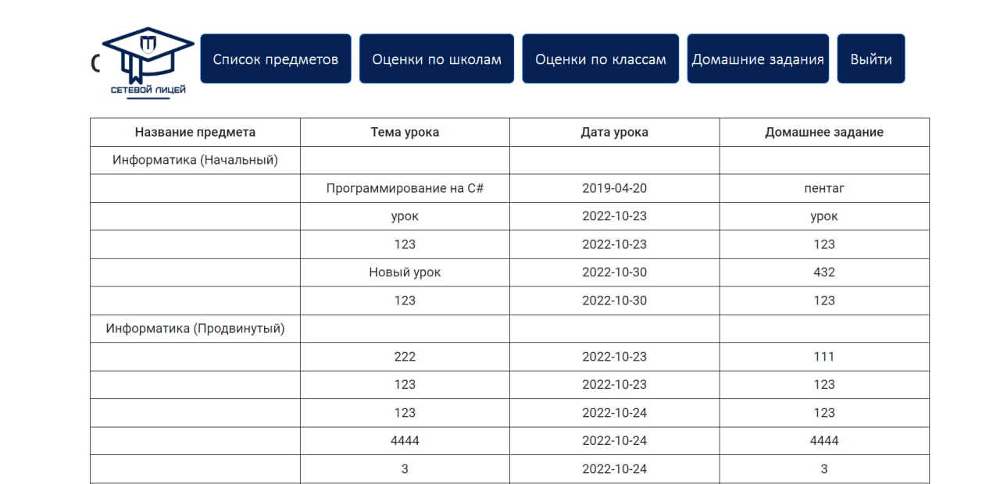 Список предметов Оценки по школам Оценки по классам Домашние задания Выйти
СЕТЕВОЙ ЛИЦЕЙ
Название предмета Тема урока Дата урока Домашнее задание
Информатика (Начальный)
Программирование на C# 2019-04-20 пентаг
урок 2022-10-23 урок
123 2022-10-23 123
Новый урок 2022-10-30 432
123 2022-10-30 123
Информатика (Продвинутый)
222 2022-10-23 111
123 2022-10-23 123
123 2022-10-24 123
4444 2022-10-24 4444
3 2022-10-24 3